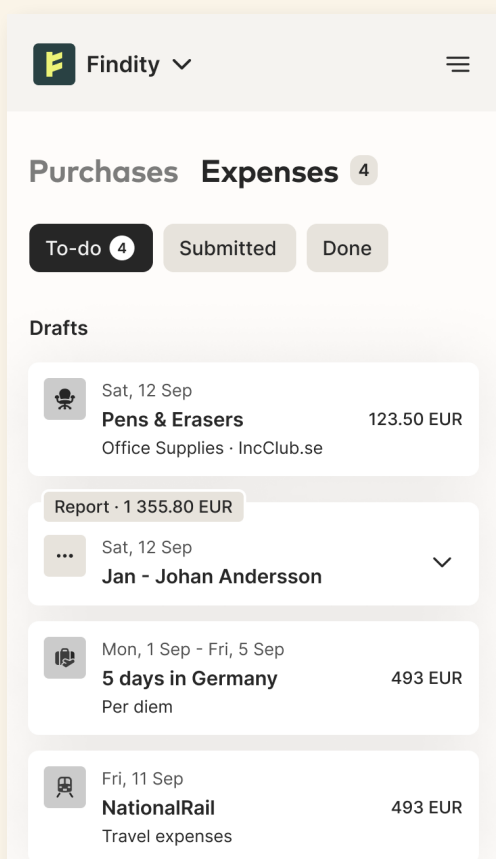 Findity
Purchases Expenses 4
To-do 4 Submitted Done
Drafts
Sat, 12 Sep
Pens & Erasers 123.50 EUR
Office Supplies · IncClub.se
Report · 1 355.80 EUR
Sat, 12 Sep
Jan - Johan Andersson
Mon, 1 Sep - Fri, 5 Sep
5 days in Germany 493 EUR
Per diem
Fri, 11 Sep
NationalRail 493 EUR
Travel expenses